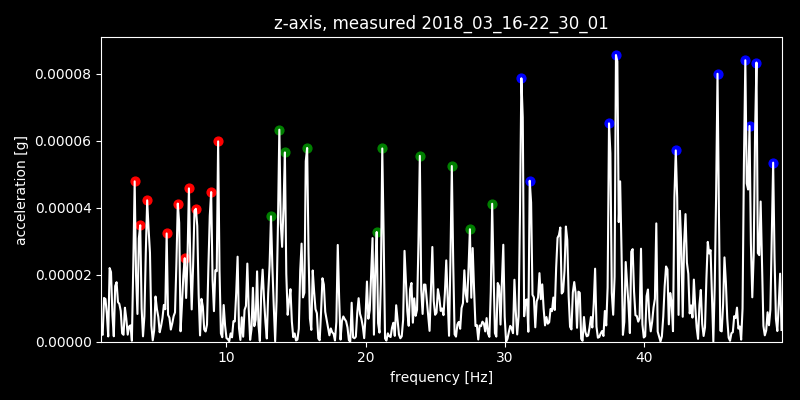 z-axis, measured 2018_03_16-22_30_01
0.00008
0.00006
0.00004
0.00002
0.00000
acceleration [g]
10 20 30 40
frequency [Hz]